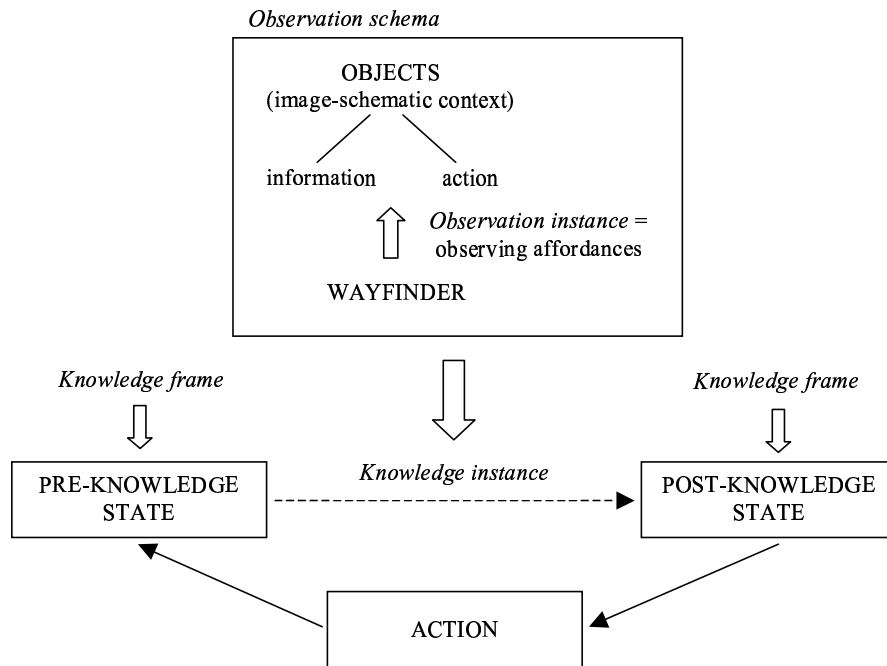 Observation schema
OBJECTS
(image-schematic context)
information action
Observation instance =
observing affordances
WAYFINDER
Knowledge frame
Knowledge frame
Knowledge instance
PRE-KNOWLEDGE
STATE
POST-KNOWLEDGE
STATE
ACTION